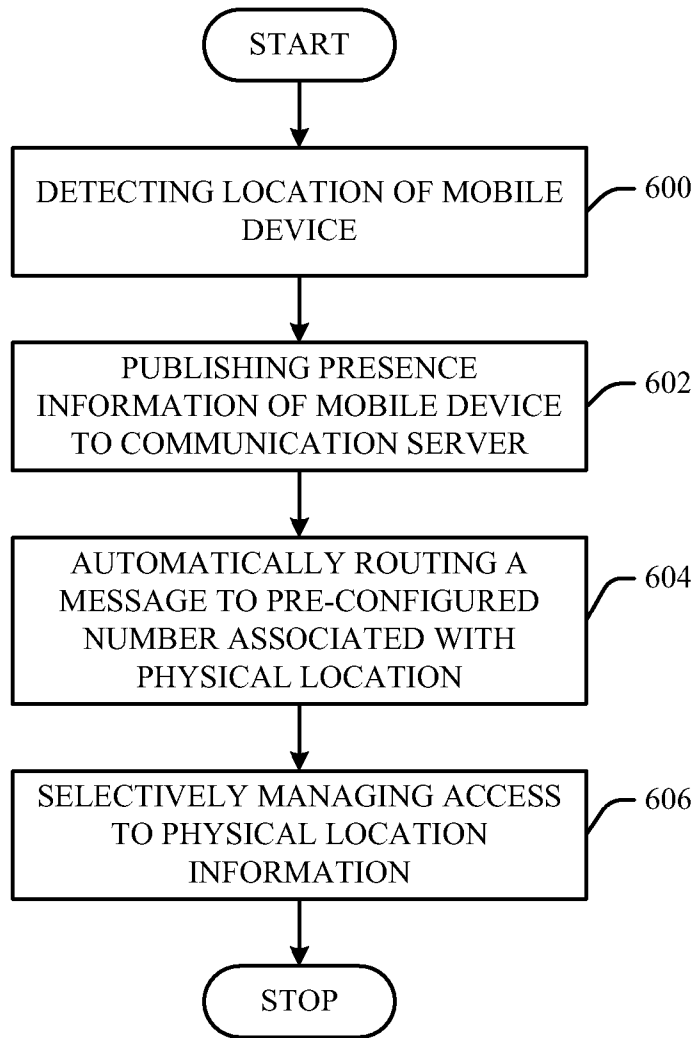 START
DETECTING LOCATION OF MOBILE
DEVICE
600
PUBLISHING PRESENCE
INFORMATION OF MOBILE DEVICE
TO COMMUNICATION SERVER
602
AUTOMATICALLY ROUTING A
MESSAGE TO PRE-CONFIGURED
NUMBER ASSOCIATED WITH
PHYSICAL LOCATION
604
SELECTIVELY MANAGING ACCESS
TO PHYSICAL LOCATION
INFORMATION
606
STOP